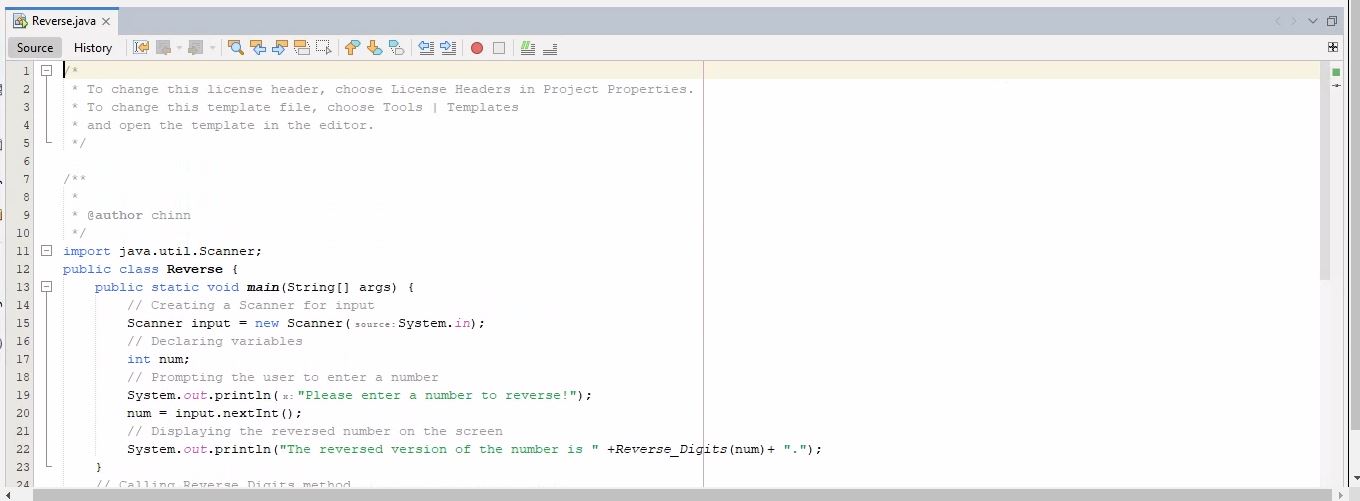 Reverse.java
Source History
1 /*
2 * To change this license header, choose License Headers in Project Properties.
3 * To change this template file, choose Tools | Templates
4 * and open the template in the editor.
5 */
6
7 /**
8 *
9 * @author chinn
10 */
11 import java.util.Scanner;
12 public class Reverse {
13 public static void main(String[] args) {
14 // Creating a Scanner for input
15 Scanner input = new Scanner( source: System.in);
16 // Declaring variables
17 int num;
18 // Prompting the user to enter a number
19 System.out.println( x: "Please enter a number to reverse!");
20 num = input.nextInt();
21 // Displaying the reversed number on the screen
22 System.out.println("The reversed version of the number is " +Reverse_Digits(num)+ ".");
23 }
24 // Calling Reverse_Digits method